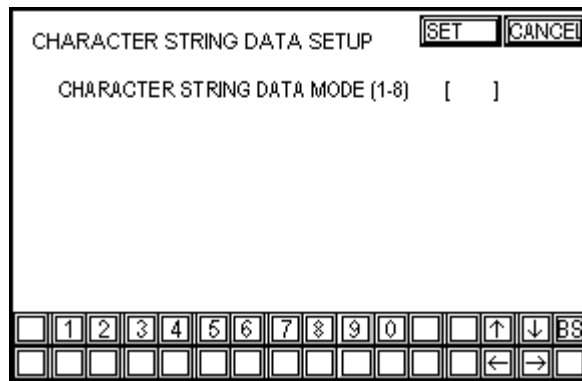 CHARACTER STRING DATA SETUP SET CANCEL
CHARACTER STRING DATA MODE (1-8) [ ]
1 2 3 4 5 6 7 8 9 0 ↑ ↓ BS
← →